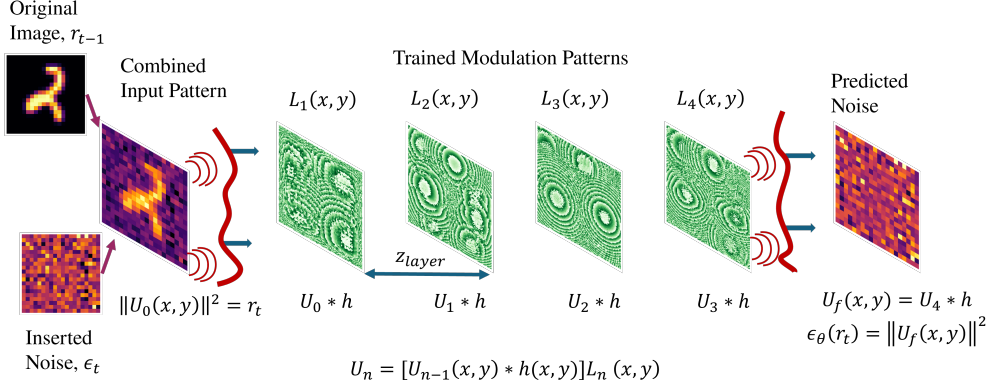 Original
Image, r_{t-1}
Combined
Input Pattern
Trained Modulation Patterns
Predicted
Noise
L_1(x, y)
L_2(x, y)
L_3(x, y)
L_4(x, y)
z_{layer}
‖U_0(x, y)‖^2 = r_t
U_0 * h
U_1 * h
U_2 * h
U_3 * h
U_f(x, y) = U_4 * h
ϵ_θ(r_t) = ‖U_f(x, y)‖^2
Inserted
Noise, ϵ_t
U_n = [U_{n-1}(x, y) * h(x, y)]L_n (x, y)